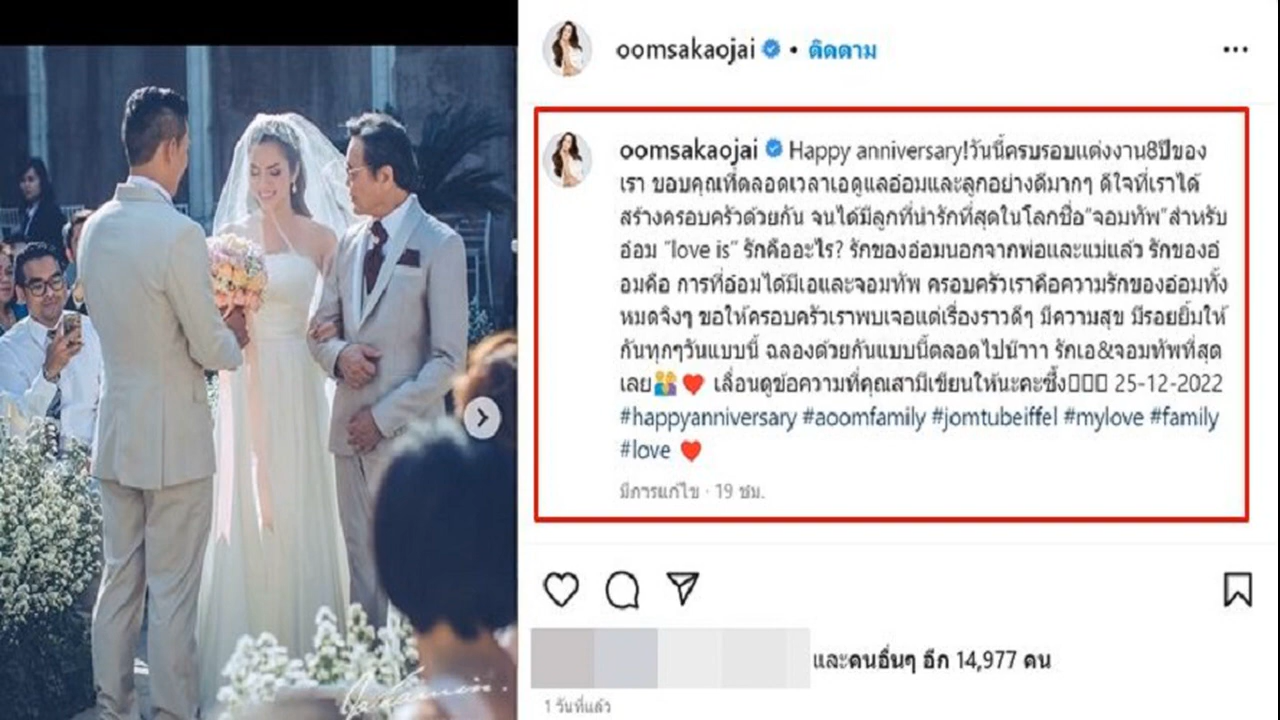 oomsakaojai • ติดตาม
oomsakaojai Happy anniversary!วันนี้ครบรอบแต่งงาน8ปีของ
เรา ขอบคุณที่ตลอดเวลาเอดูแลอ๋อมและลูกอย่างดีมากๆ ดีใจที่เราได้
สร้างครอบครัวด้วยกัน จนได้มีลูกที่น่ารักที่สุดในโลกชื่อ"จอมทัพ"สำหรับ
อ๋อม "love is" รักคืออะไร? รักของอ๋อมนอกจากพ่อและแม่แล้ว รักของอ๋
อมคือ การที่อ๋อมได้มีเอและจอมทัพ ครอบครัวเราคือความรักของอ๋อมทั้ง
หมดจริงๆ ขอให้ครอบครัวเราพบเจอแต่เรื่องราวดีๆ มีความสุข มีรอยยิ้มให้
กันทุกๆวันแบบนี้ ฉลองด้วยกันแบบนี้ตลอดไปน๊าาา รักเอ&จอมทัพที่สุด
เลย👩‍❤️‍👨❤️ เลื่อนดูข้อความที่คุณสามีเขียนให้นะคะซึ้ง 25-12-2022
#happyanniversary #aoomfamily #jomtubeiffel #mylove #family
#love ❤️
มีการแก้ไข · 19 ชม.
และคนอื่นๆ อีก 14,977 คน
1 วันที่แล้ว